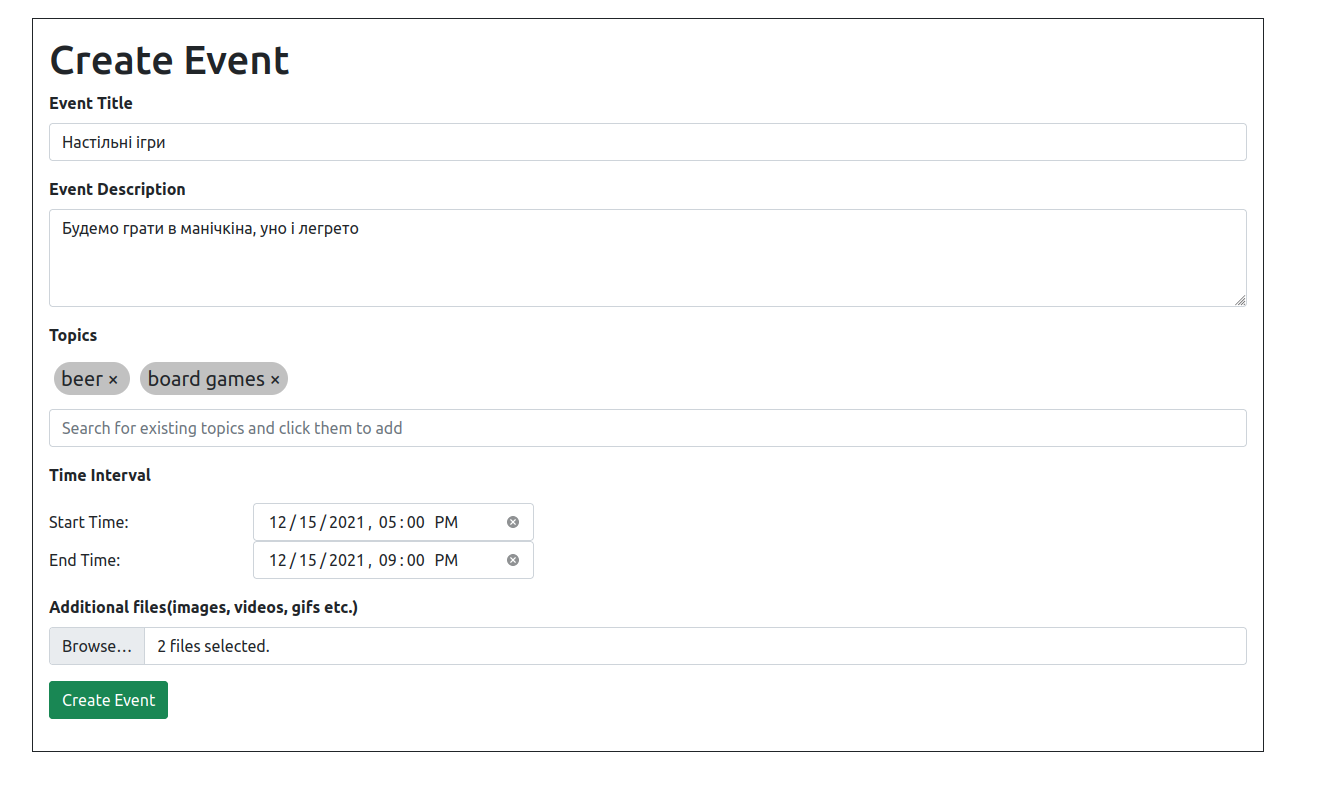 Create Event
Event Title
Настільні ігри
Event Description
Будемо грати в манічкіна, уно і легрето
Topics
beer × board games ×
Search for existing topics and click them to add
Time Interval
Start Time: 12/15/2021, 05:00 PM
End Time: 12/15/2021, 09:00 PM
Additional files(images, videos, gifs etc.)
Browse... 2 files selected.
Create Event